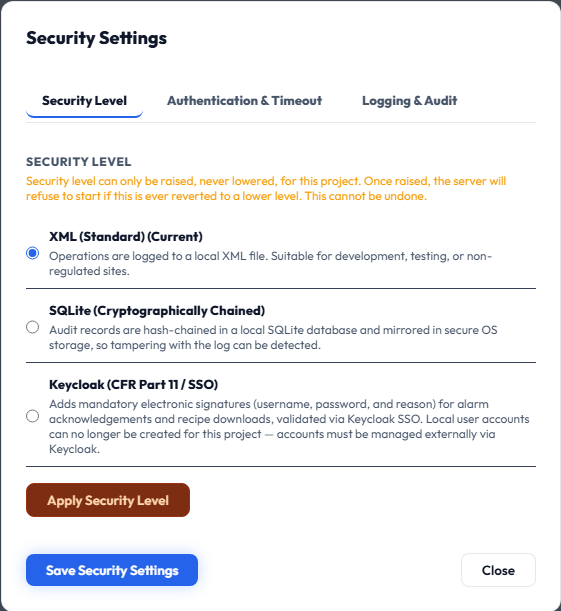 Security Settings
Security Level
Authentication & Timeout
Logging & Audit
SECURITY LEVEL
Security level can only be raised, never lowered, for this project. Once raised, the server will
refuse to start if this is ever reverted to a lower level. This cannot be undone.
XML (Standard) (Current)
Operations are logged to a local XML file. Suitable for development, testing, or non-
regulated sites.
SQLite (Cryptographically Chained)
Audit records are hash-chained in a local SQLite database and mirrored in secure OS
storage, so tampering with the log can be detected.
Keycloak (CFR Part 11 / SSO)
Adds mandatory electronic signatures (username, password, and reason) for alarm
acknowledgements and recipe downloads, validated via Keycloak SSO. Local user accounts
can no longer be created for this project — accounts must be managed externally via
Keycloak.
Apply Security Level
Save Security Settings
Close